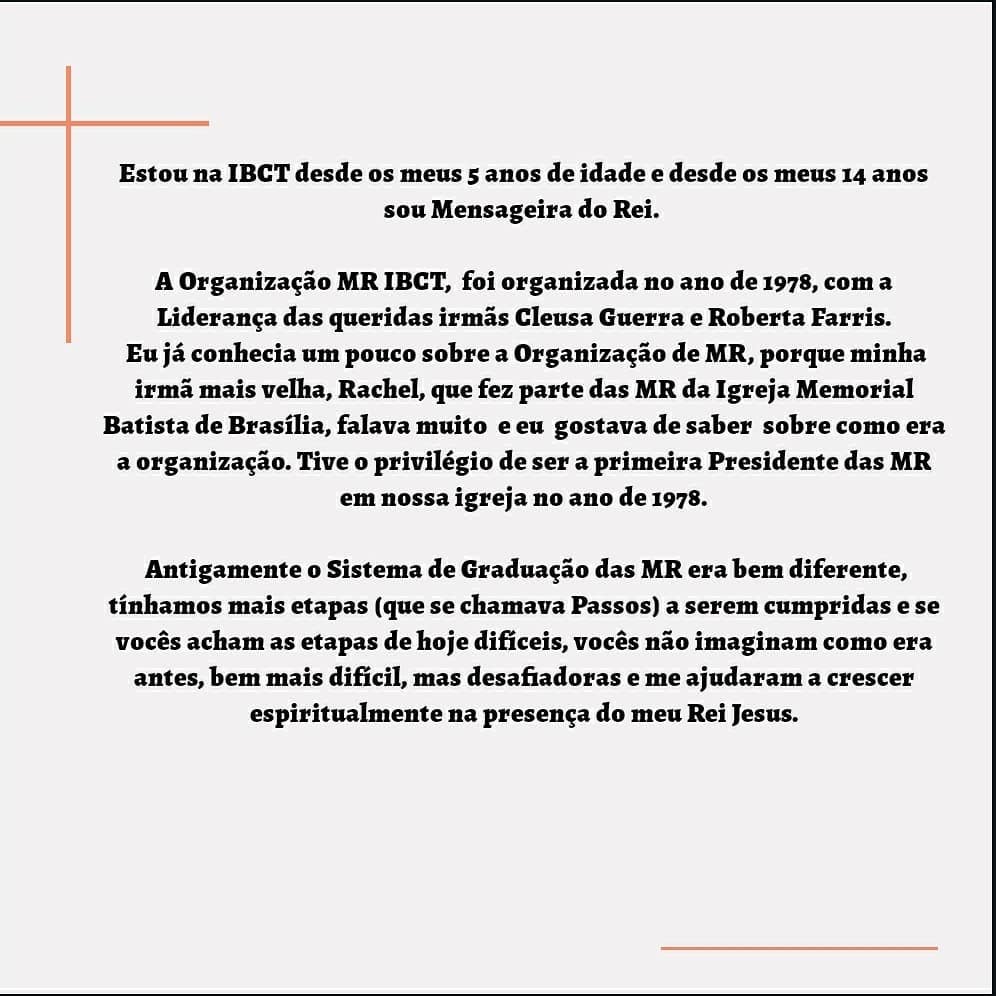 Estou na IBCT desde os meus 5 anos de idade e desde os meus 14 anos
sou Mensageira do Rei.
A Organização MR IBCT, foi organizada no ano de 1978, com a
Liderança das queridas irmãs Cleusa Guerra e Roberta Farris.
Eu já conhecia um pouco sobre a Organização de MR, porque minha
irmã mais velha, Rachel, que fez parte das MR da Igreja Memorial
Batista de Brasília, falava muito e eu gostava de saber sobre como era
a organização. Tive o privilégio de ser a primeira Presidente das MR
em nossa igreja no ano de 1978.
Antigamente o Sistema de Graduação das MR era bem diferente,
tínhamos mais etapas (que se chamava Passos) a serem cumpridas e se
vocês acham as etapas de hoje difíceis, vocês não imaginam como era
antes, bem mais difícil, mas desafiadoras e me ajudaram a crescer
espiritualmente na presença do meu Rei Jesus.